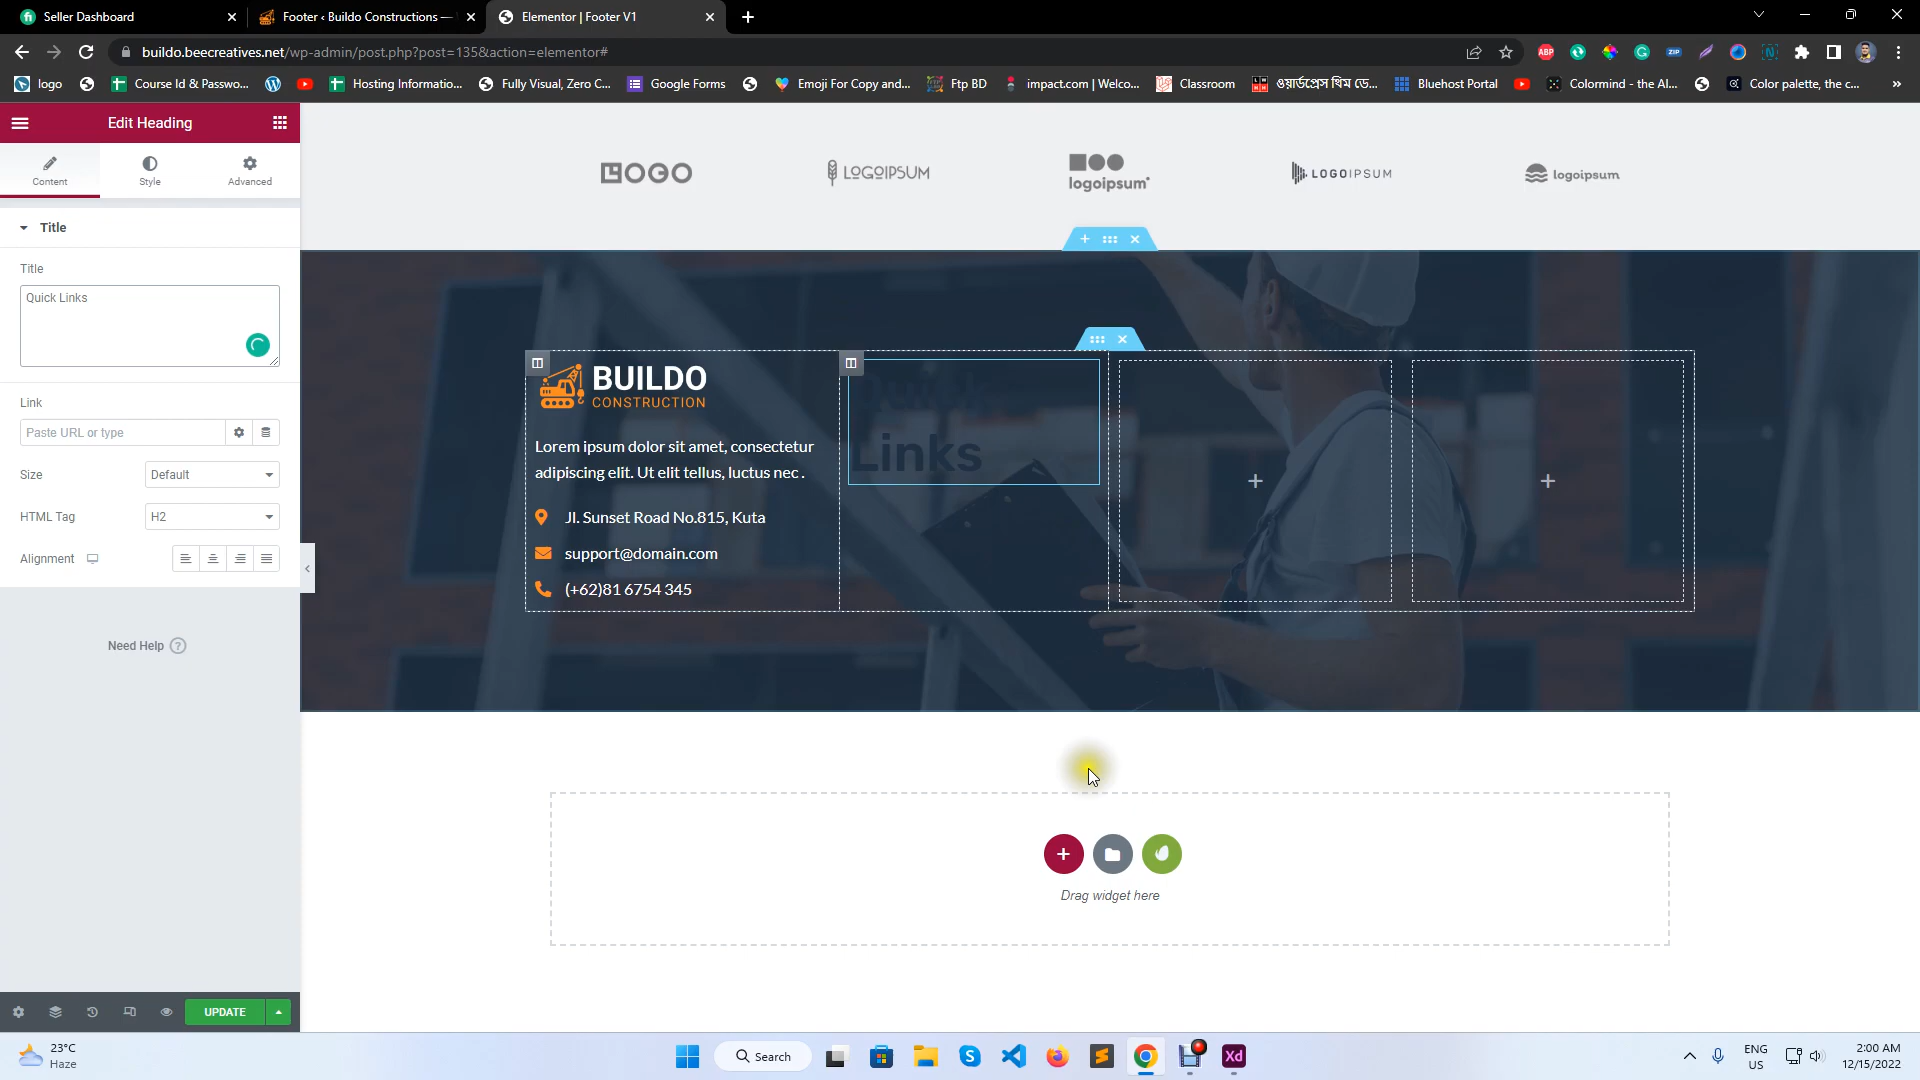 Seller Dashboard
Footer ‹ Buildo Constructions —
Elementor | Footer V1
buildo.beecreatives.net/wp-admin/post.php?post=135&action=elementor#
logo
Course Id & Passwo...
Hosting Informatio...
Fully Visual, Zero C...
Google Forms
Emoji For Copy and...
Ftp BD
impact.com | Welco...
Classroom
ওয়ার্ডপ্রেস থিম ডে...
Bluehost Portal
Colormind - the AI...
Color palette, the c...
»
Edit Heading
Content
Style
Advanced
Title
Title
Quick Links
Link
Paste URL or type
Size
Default
HTML Tag
H2
Alignment
Need Help ?
UPDATE
LOGO
LOGOIPSUM
logoipsum
LOGOIPSUM
logoipsum
BUILDO
CONSTRUCTION
Lorem ipsum dolor sit amet, consectetur
adipiscing elit. Ut elit tellus, luctus nec .
Jl. Sunset Road No.815, Kuta
support@domain.com
(+62)81 6754 345
Quick
Links
Drag widget here
23°C
Haze
Search
Xd
ENG
US
2:00 AM
12/15/2022
ABP
ZIP